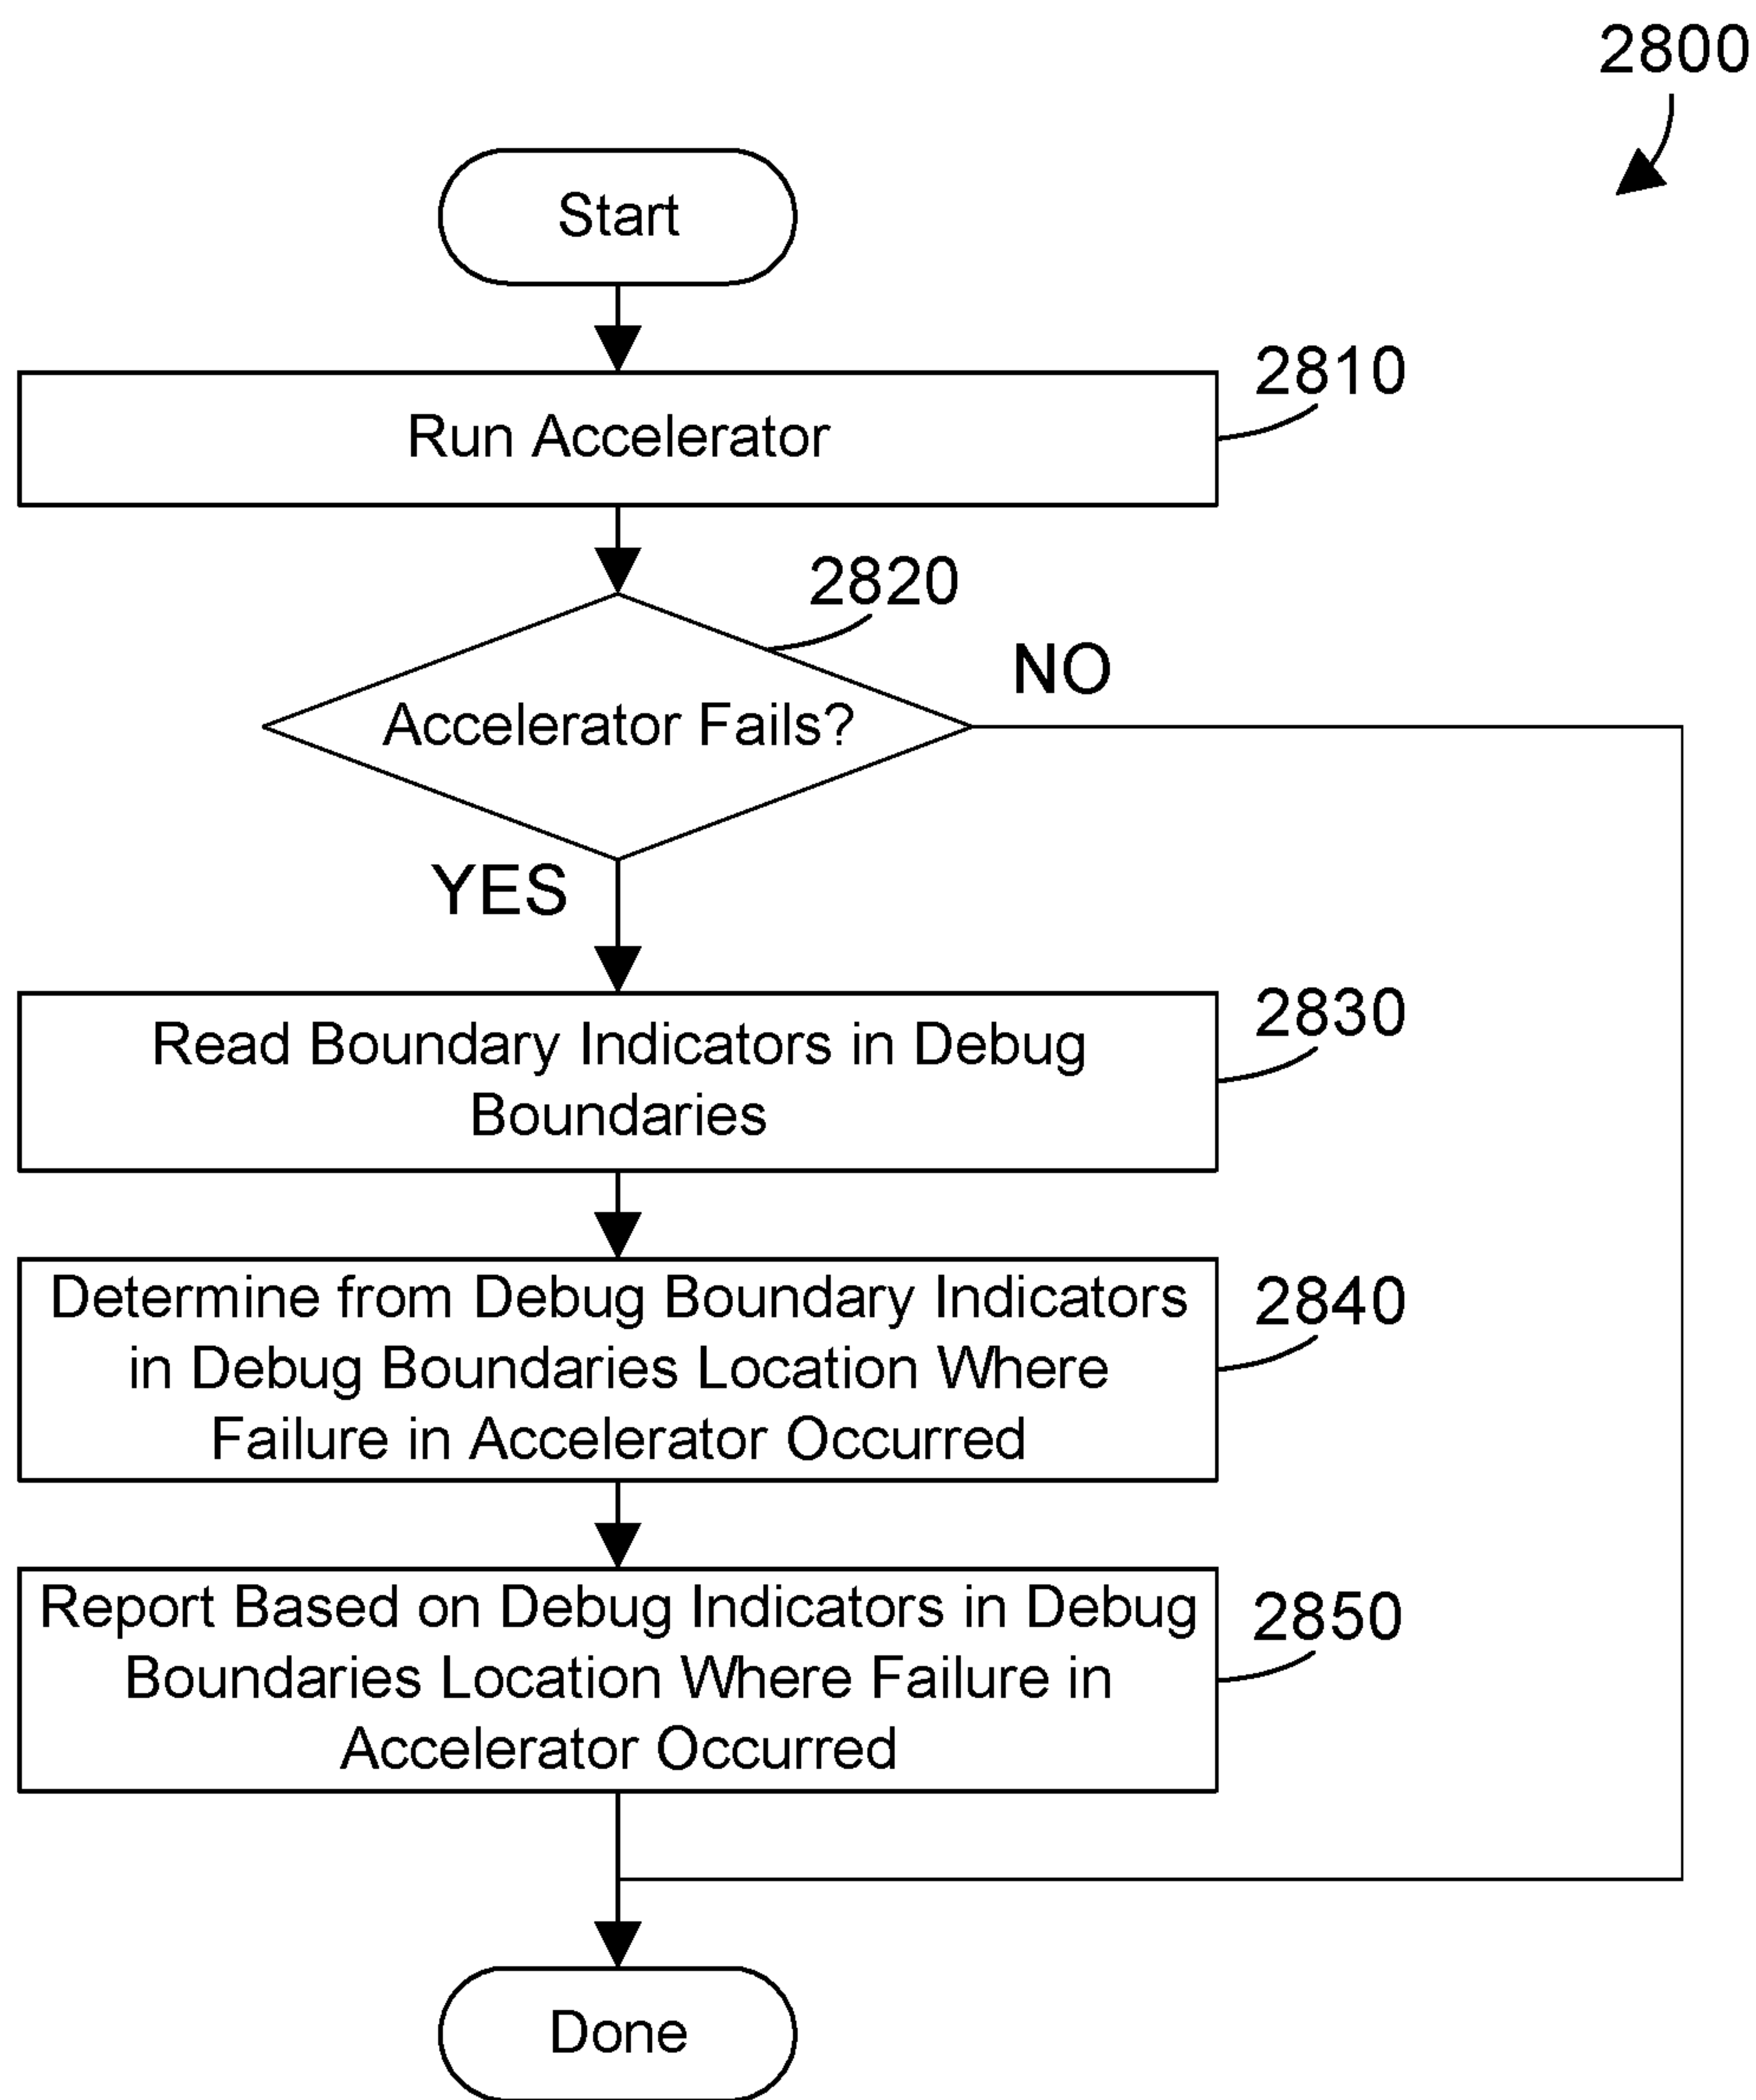 2800
Start
2810
Run Accelerator
2820
NO
Accelerator Fails?
YES
2830
Read Boundary Indicators in Debug
Boundaries
2840
Determine from Debug Boundary Indicators
in Debug Boundaries Location Where
Failure in Accelerator Occurred
2850
Report Based on Debug Indicators in Debug
Boundaries Location Where Failure in
Accelerator Occurred
Done